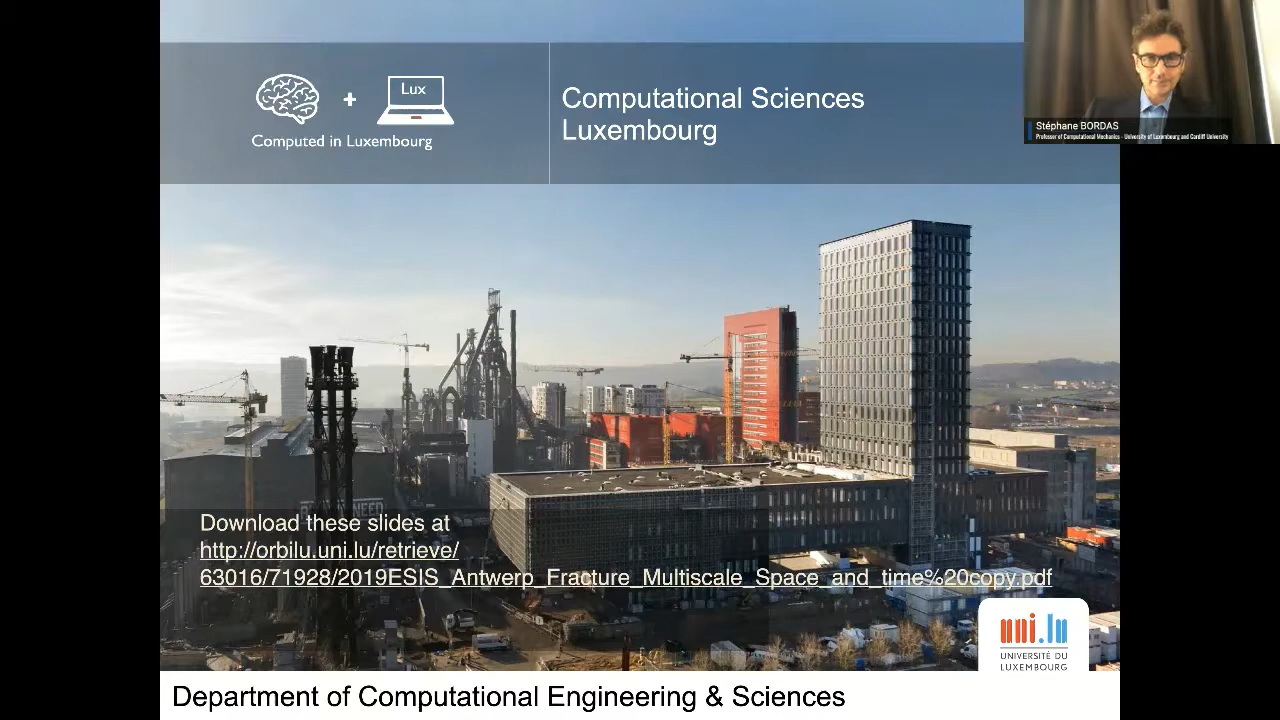 Lux
Computed in Luxembourg
Computational Sciences
Luxembourg
Stéphane BORDAS
Professor of Computational Mechanics - University of Luxembourg and Cardiff University
Download these slides at
http://orbilu.uni.lu/retrieve/
63016/71928/2019ESIS_Antwerp_Fracture_Multiscale_Space_and_time%20copy.pdf
uni.lu
UNIVERSITÉ DU
LUXEMBOURG
Department of Computational Engineering & Sciences